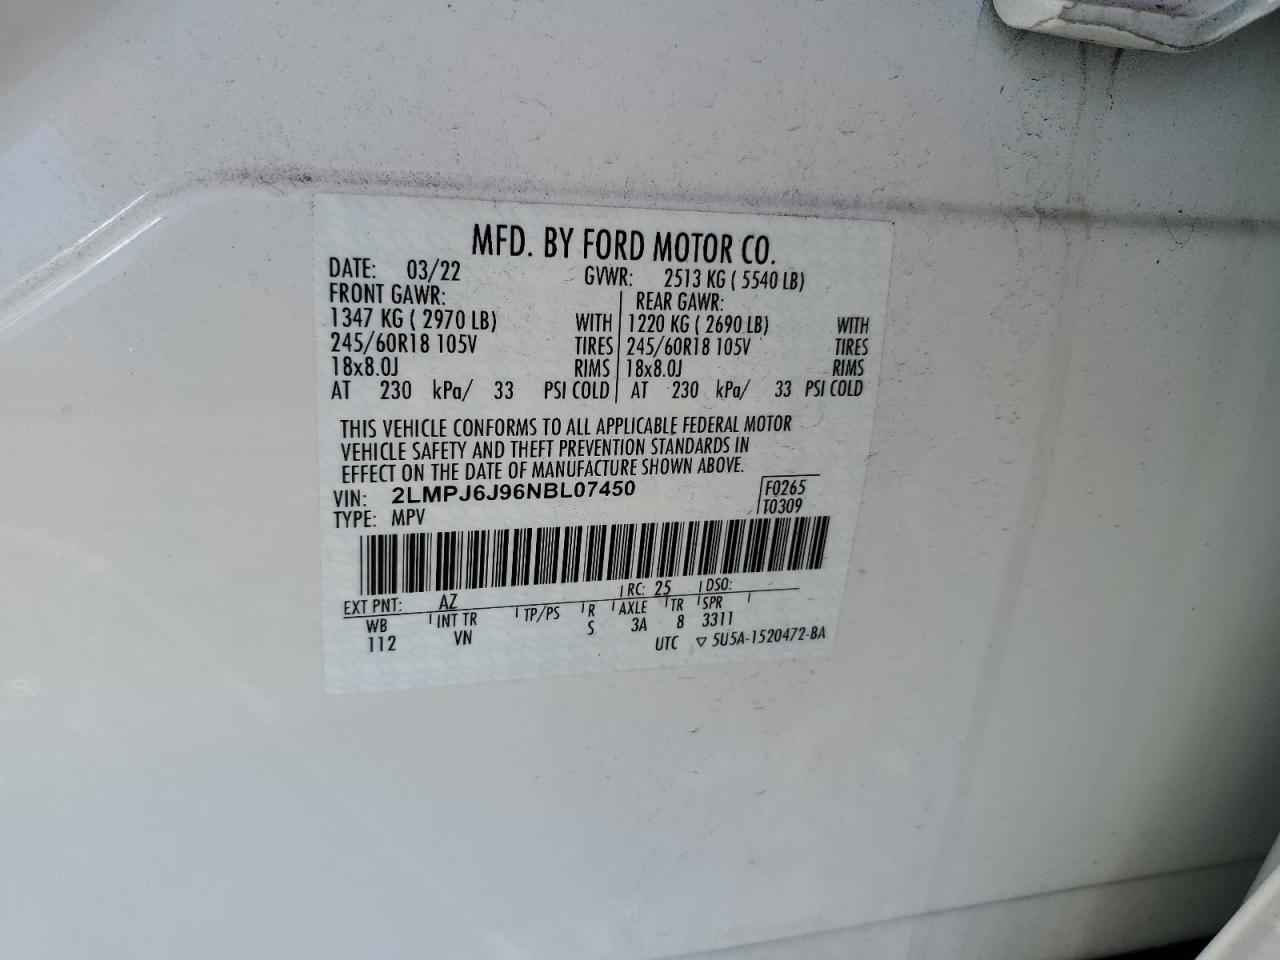 MFD. BY FORD MOTOR CO.
DATE: 03/22 GVWR: 2513 KG ( 5540 LB)
FRONT GAWR: REAR GAWR:
1347 KG ( 2970 LB) WITH 1220 KG ( 2690 LB) WITH
245/60R18 105V TIRES 245/60R18 105V TIRES
18x8.0J RIMS 18x8.0J RIMS
AT 230 kPa/ 33 PSI COLD AT 230 kPa/ 33 PSI COLD
THIS VEHICLE CONFORMS TO ALL APPLICABLE FEDERAL MOTOR
VEHICLE SAFETY AND THEFT PREVENTION STANDARDS IN
EFFECT ON THE DATE OF MANUFACTURE SHOWN ABOVE.
VIN: 2LMPJ6J96NBL07450 F0265
TYPE: MPV T0309
EXT PNT: AZ RC: 25 DSO:
WB INT TR TP/PS R AXLE TR SPR
112 VN S 3A 8 3311
UTC ▽ 5U5A-1520472-BA